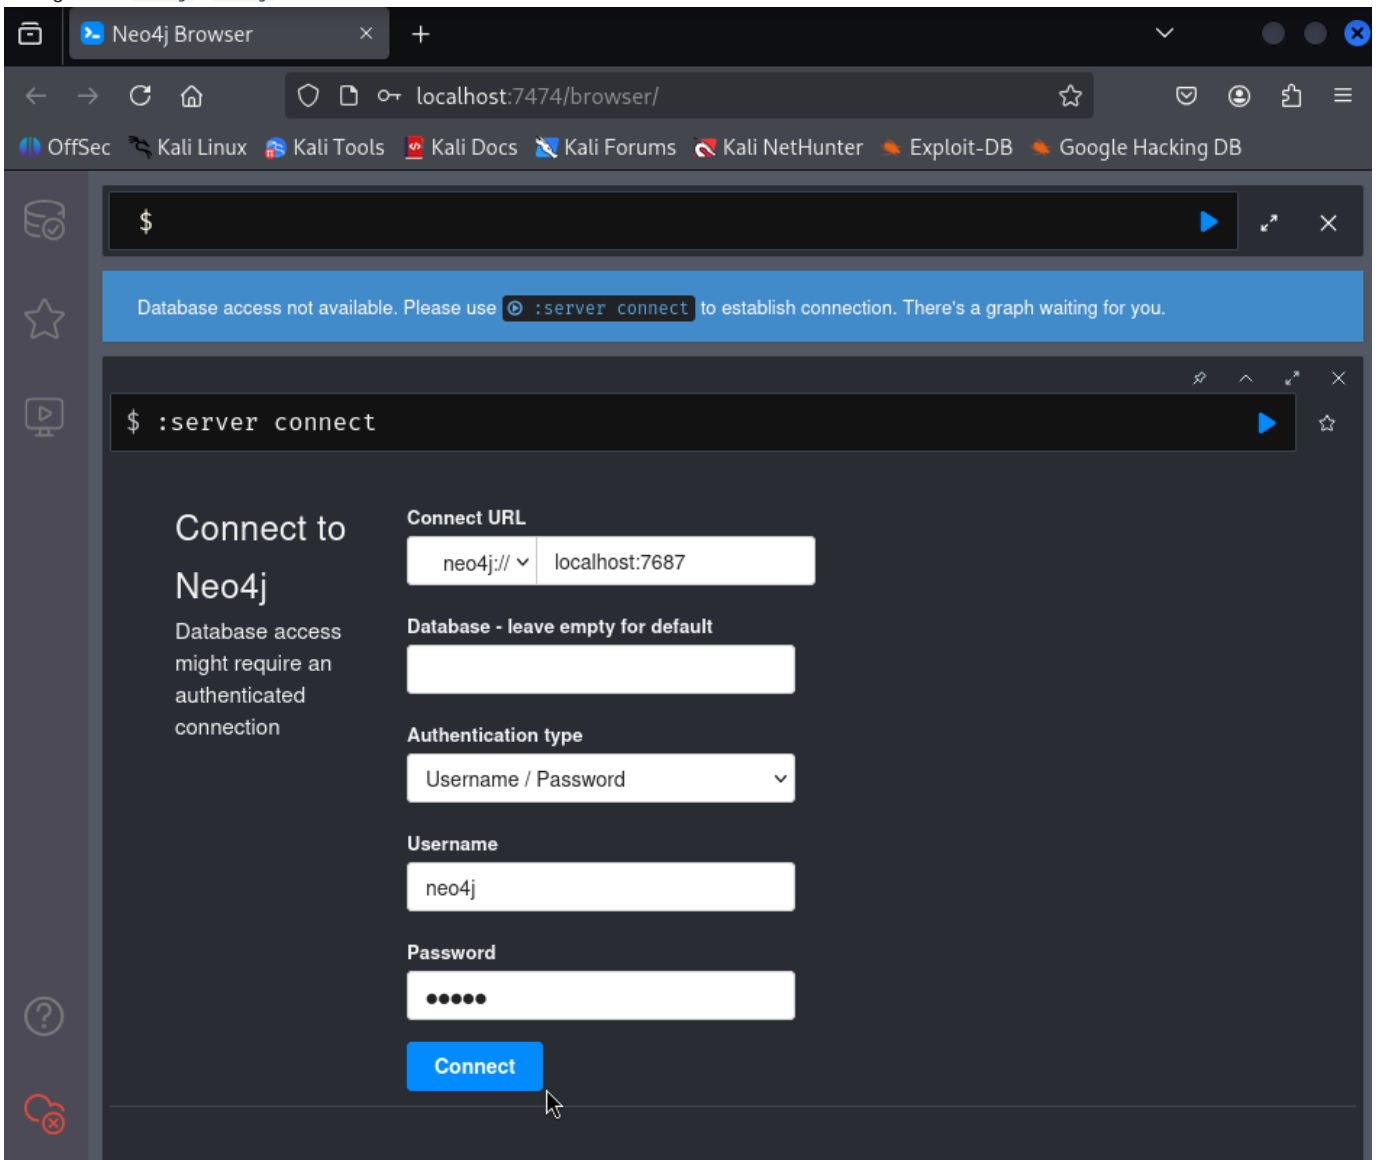 Neo4j Browser
localhost:7474/browser/
OffSec Kali Linux Kali Tools Kali Docs Kali Forums Kali NetHunter Exploit-DB Google Hacking DB
$
Database access not available. Please use :server connect to establish connection. There's a graph waiting for you.
$ :server connect
Connect to
Neo4j
Database access
might require an
authenticated
connection
Connect URL
neo4j:// localhost:7687
Database - leave empty for default
Authentication type
Username / Password
Username
neo4j
Password
•••••
Connect